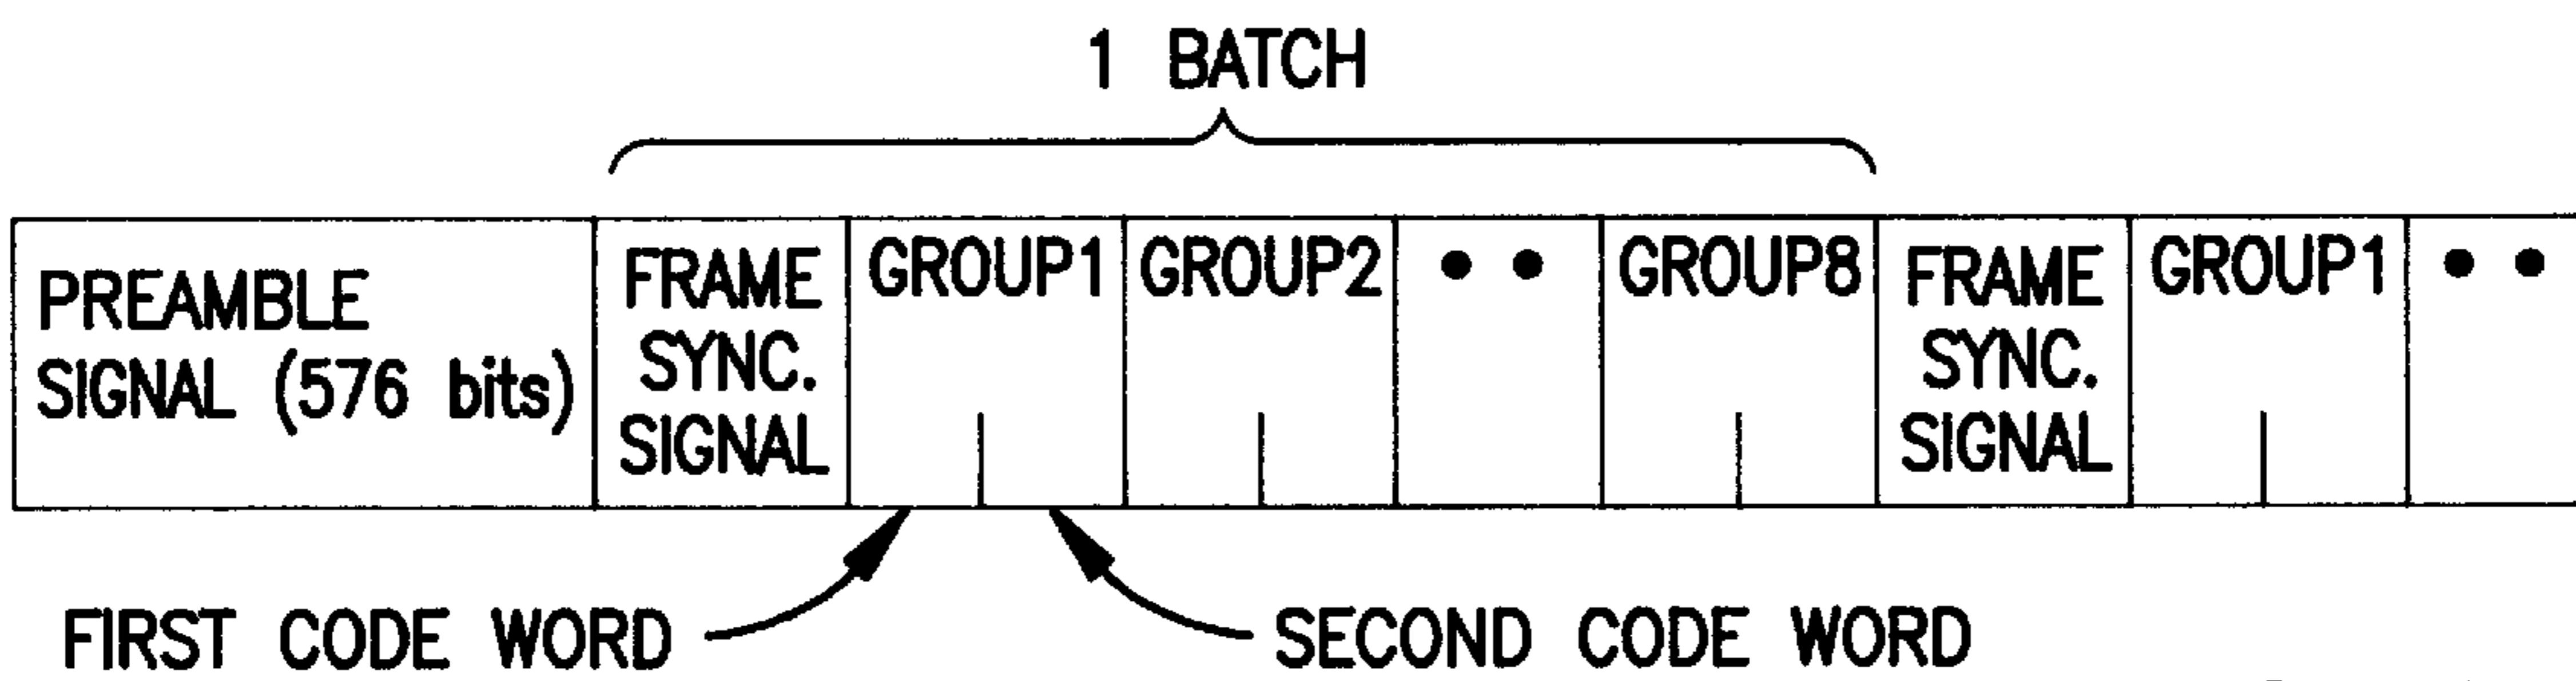 1 BATCH
PREAMBLE
SIGNAL (576 bits)
FRAME
SYNC.
SIGNAL
GROUP1
GROUP2
• •
GROUP8
FRAME
SYNC.
SIGNAL
GROUP1
• •
FIRST CODE WORD
SECOND CODE WORD